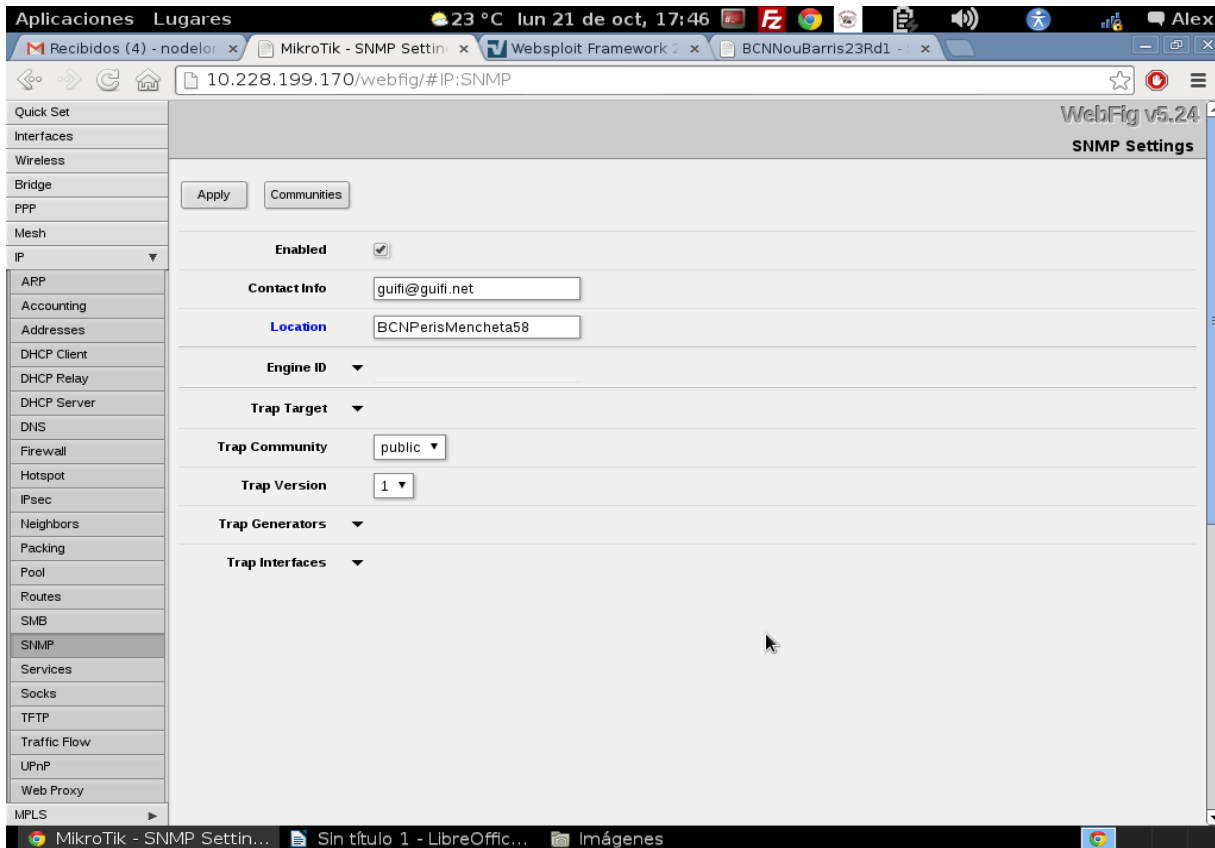 Aplicaciones Lugares 23 °C lun 21 de oct, 17:46 Alex
Recibidos (4) - nodelor MikroTik - SNMP Settin Websploit Framework BCNNouBarris23Rd1 -
10.228.199.170/webfig/#IP:SNMP
Quick Set
Interfaces
Wireless
Bridge
PPP
Mesh
IP
ARP
Accounting
Addresses
DHCP Client
DHCP Relay
DHCP Server
DNS
Firewall
Hotspot
IPsec
Neighbors
Packing
Pool
Routes
SMB
SNMP
Services
Socks
TFTP
Traffic Flow
UPnP
Web Proxy
MPLS
WebFig v5.24
SNMP Settings
Apply Communities
Enabled
Contact Info guifi@guifi.net
Location BCNPerisMencheta58
Engine ID
Trap Target
Trap Community public
Trap Version 1
Trap Generators
Trap Interfaces
MikroTik - SNMP Settin... Sin título 1 - LibreOffic... Imágenes